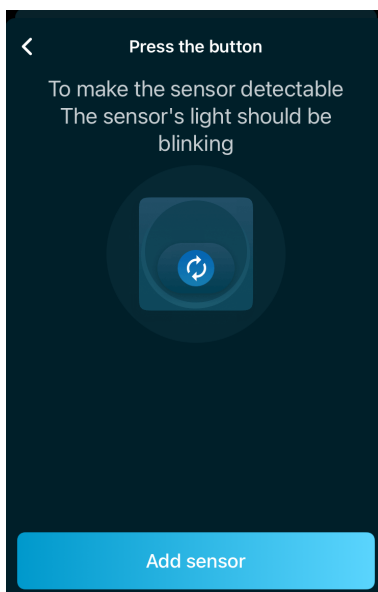 Press the button
To make the sensor detectable
The sensor's light should be
blinking
Add sensor